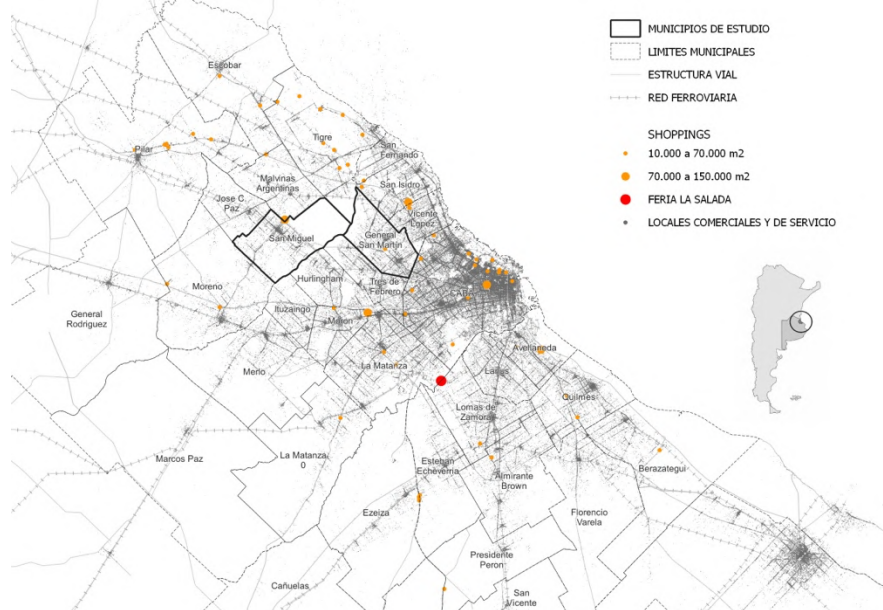 MUNICIPIOS DE ESTUDIO
LIMITES MUNICIPALES
ESTRUCTURA VIAL
RED FERROVIARIA
SHOPPINGS
10.000 a 70.000 m2
70.000 a 150.000 m2
FERIA LA SALADA
LOCALES COMERCIALES Y DE SERVICIO
Escobar
Tigre
Pilar
San
Fernando
Malvinas
Argentinas
San Isidro
Jose C.
Paz
Vicente
Lopez
San Miguel
General
San Martín
Hurlingham
Tres de
Febrero
CABA
Moreno
Ituzaingo
Moron
General
Rodriguez
Avellaneda
Merlo
La Matanza
Lanus
Quilmes
Lomas de
Zamora
Marcos Paz
La Matanza
0
Esteban
Echeverria
Almirante
Brown
Berazategui
Ezeiza
Florencio
Varela
Presidente
Peron
Cañuelas
San
Vicente